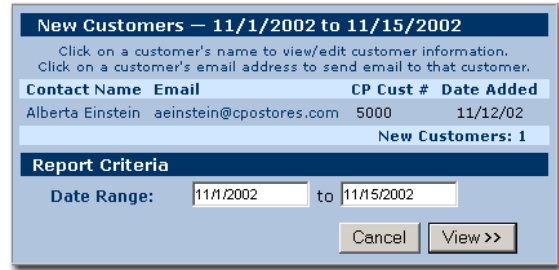 New Customers — 11/1/2002 to 11/15/2002
Click on a customer's name to view/edit customer information.
Click on a customer's email address to send email to that customer.
Contact Name Email CP Cust # Date Added
Alberta Einstein aeinstein@cpostores.com 5000 11/12/02
New Customers: 1
Report Criteria
Date Range: 11/1/2002 to 11/15/2002
Cancel View >>